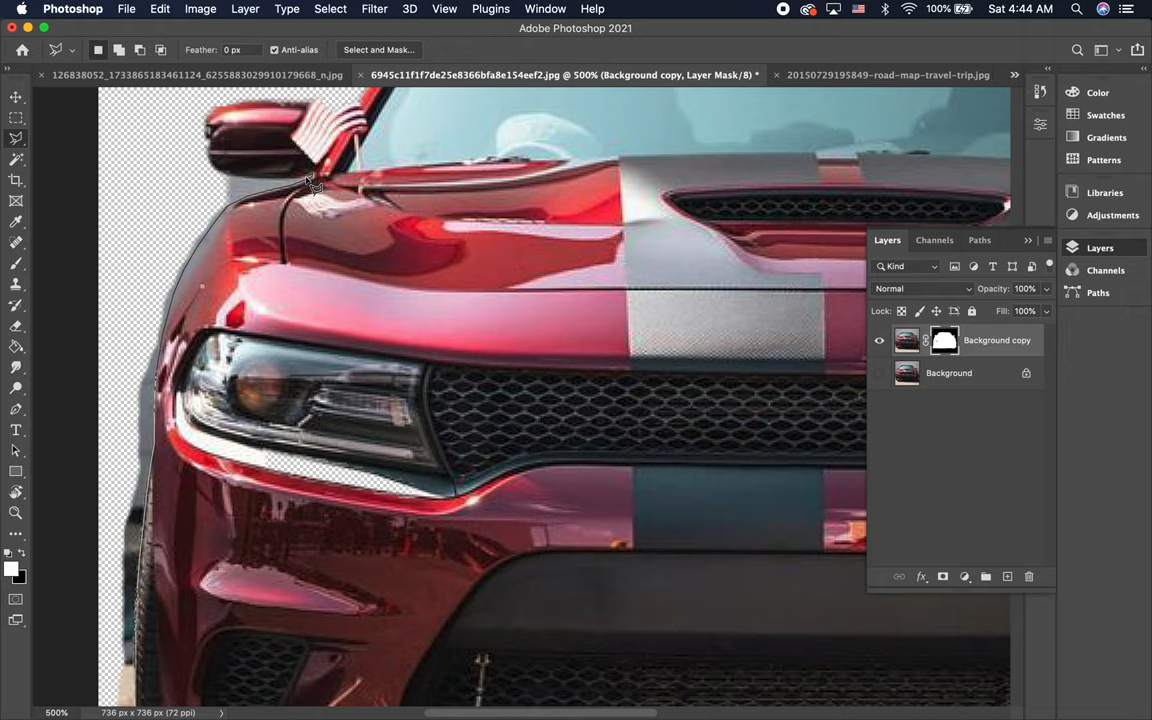 Photoshop File Edit Image Layer Type Select Filter 3D View Plugins Window Help 100% Sat 4:44 AM
Adobe Photoshop 2021
Feather: 0 px Anti-alias Select and Mask...
126838052_1733865183461124_6255883029910179668_n.jpg 6945c11f1f7de25e8366bfa8e154eef2.jpg @ 500% (Background copy, Layer Mask/8) * 20150729195849-road-map-travel-trip.jpg
Color
Swatches
Gradients
Patterns
Libraries
Adjustments
Layers
Channels
Paths
Layers Channels Paths
Kind
Normal Opacity: 100%
Lock: Fill: 100%
Background copy
Background
500% 736 px x 736 px (72 ppi)